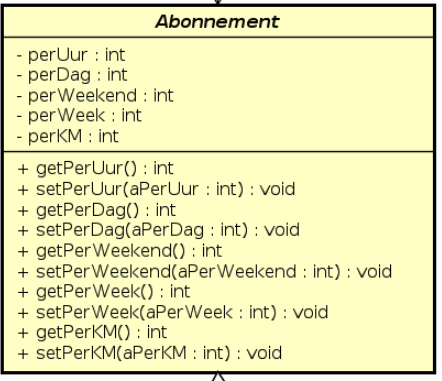 Abonnement
- perUur : int
- perDag : int
- perWeekend : int
- perWeek : int
- perKM : int
+ getPerUur() : int
+ setPerUur(aPerUur : int) : void
+ getPerDag() : int
+ setPerDag(aPerDag : int) : void
+ getPerWeekend() : int
+ setPerWeekend(aPerWeekend : int) : void
+ getPerWeek() : int
+ setPerWeek(aPerWeek : int) : void
+ getPerKM() : int
+ setPerKM(aPerKM : int) : void